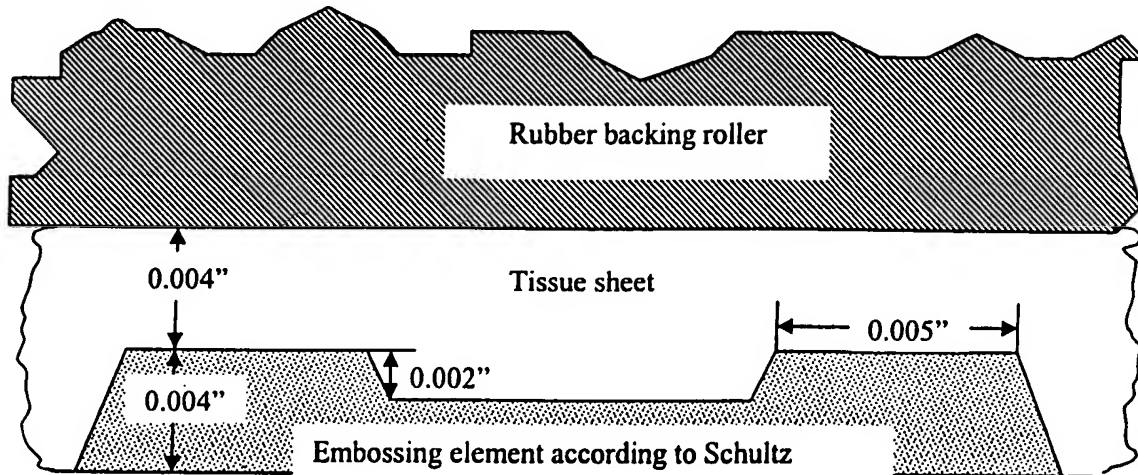 Rubber backing roller
0.004”
Tissue sheet
0.005”
0.002”
0.004”
Embossing element according to Schultz